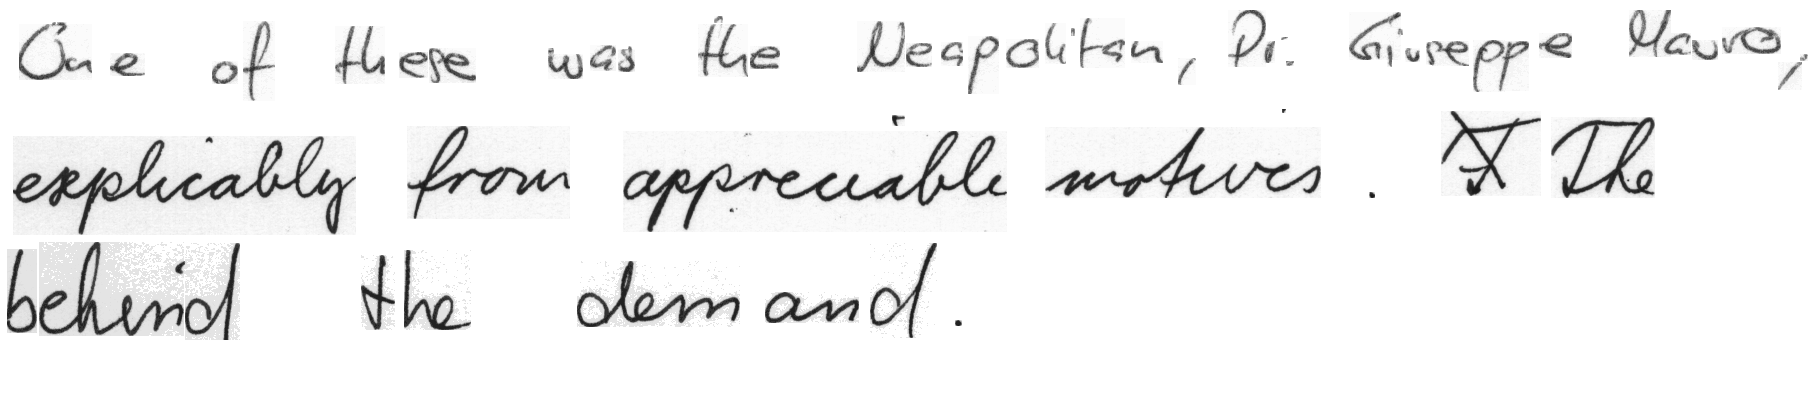 One of these was the Neapolitan, Dr. Giuseppe Mauro,
explicably from appreciable motives. The
behind the demand.